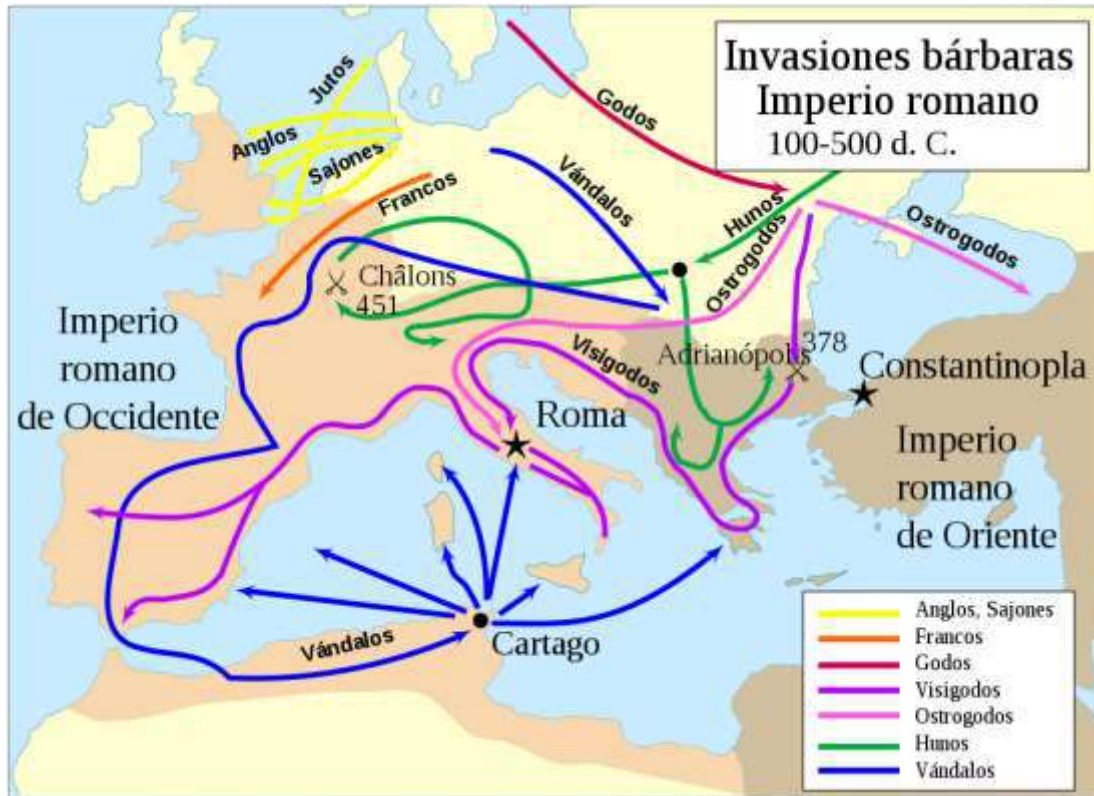 Invasiones bárbaras
Imperio romano
100-500 d. C.
Jutos
Anglos
Sajones
Francos
Godos
Vándalos
Hunos
Ostrogodos
Ostrogodos
Châlons
451
Imperio
romano
de Occidente
Visigodos
Adrianópolis
378
Constantinopla
Roma
Imperio
romano
de Oriente
Vándalos
Cartago
Anglos, Sajones
Francos
Godos
Visigodos
Ostrogodos
Hunos
Vándalos